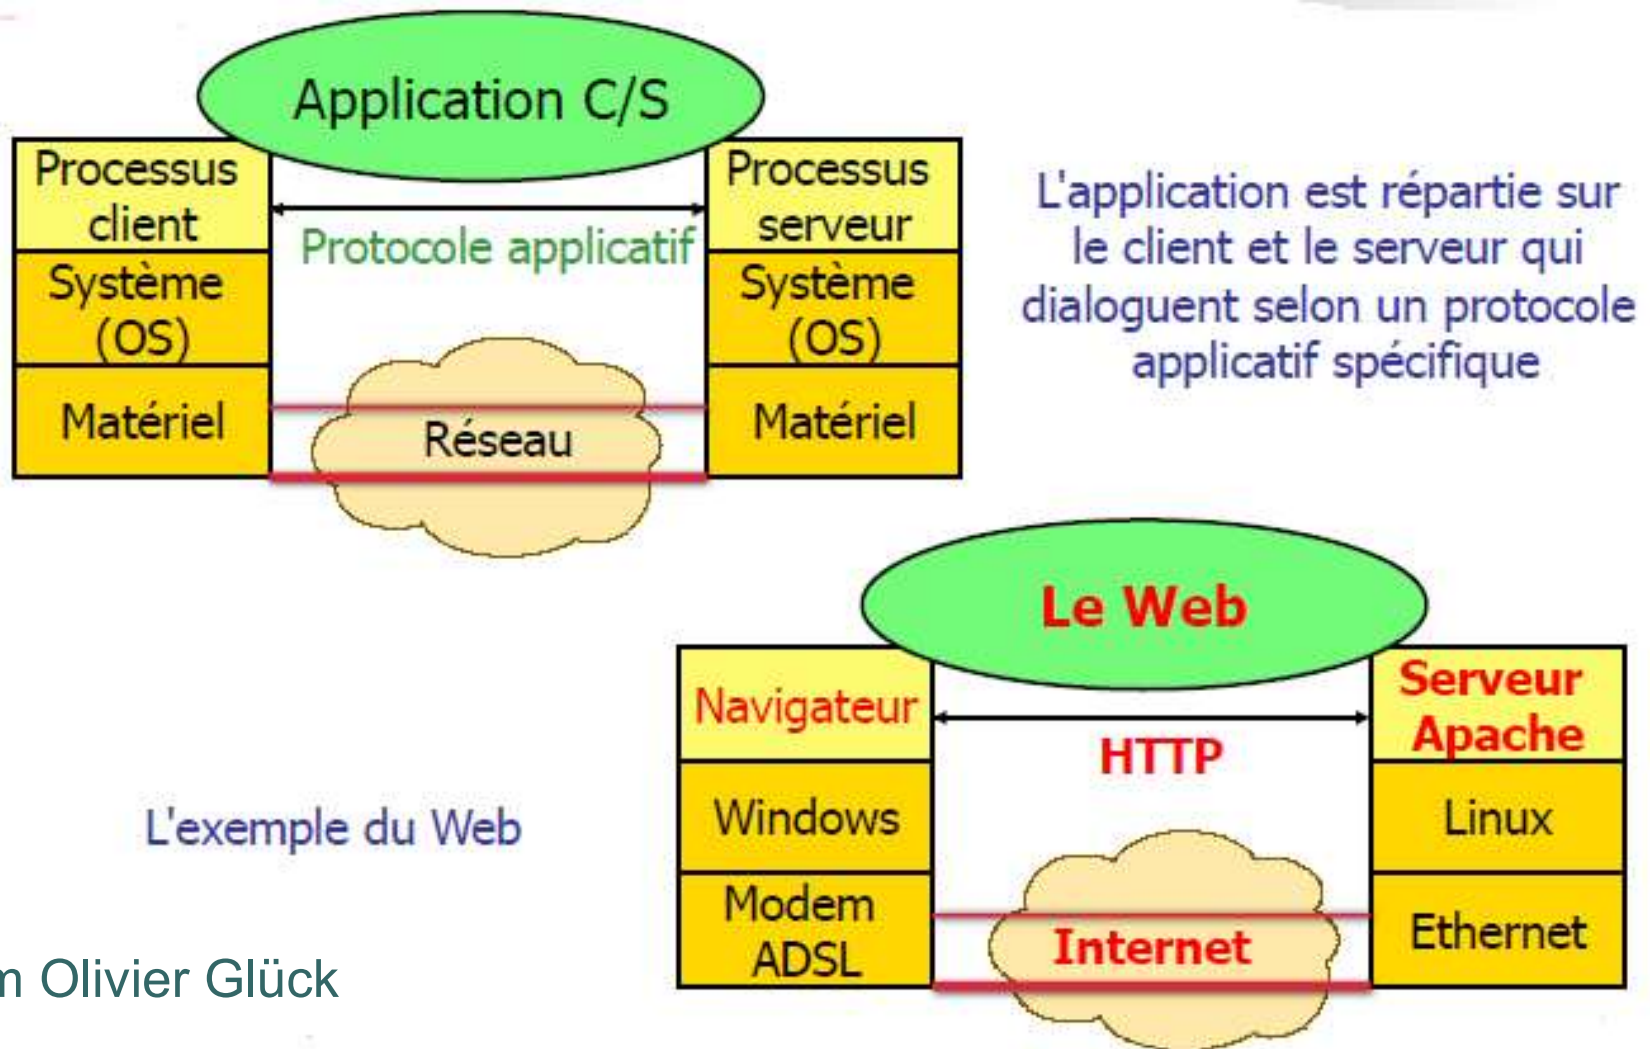 Application C/S
Processus
client
Système
(OS)
Matériel
Protocole applicatif
Réseau
Processus
serveur
Système
(OS)
Matériel
L'application est répartie sur
le client et le serveur qui
dialoguent selon un protocole
applicatif spécifique
L'exemple du Web
Le Web
Navigateur
Windows
Modem
ADSL
HTTP
Internet
Serveur
Apache
Linux
Ethernet
Olivier Glück